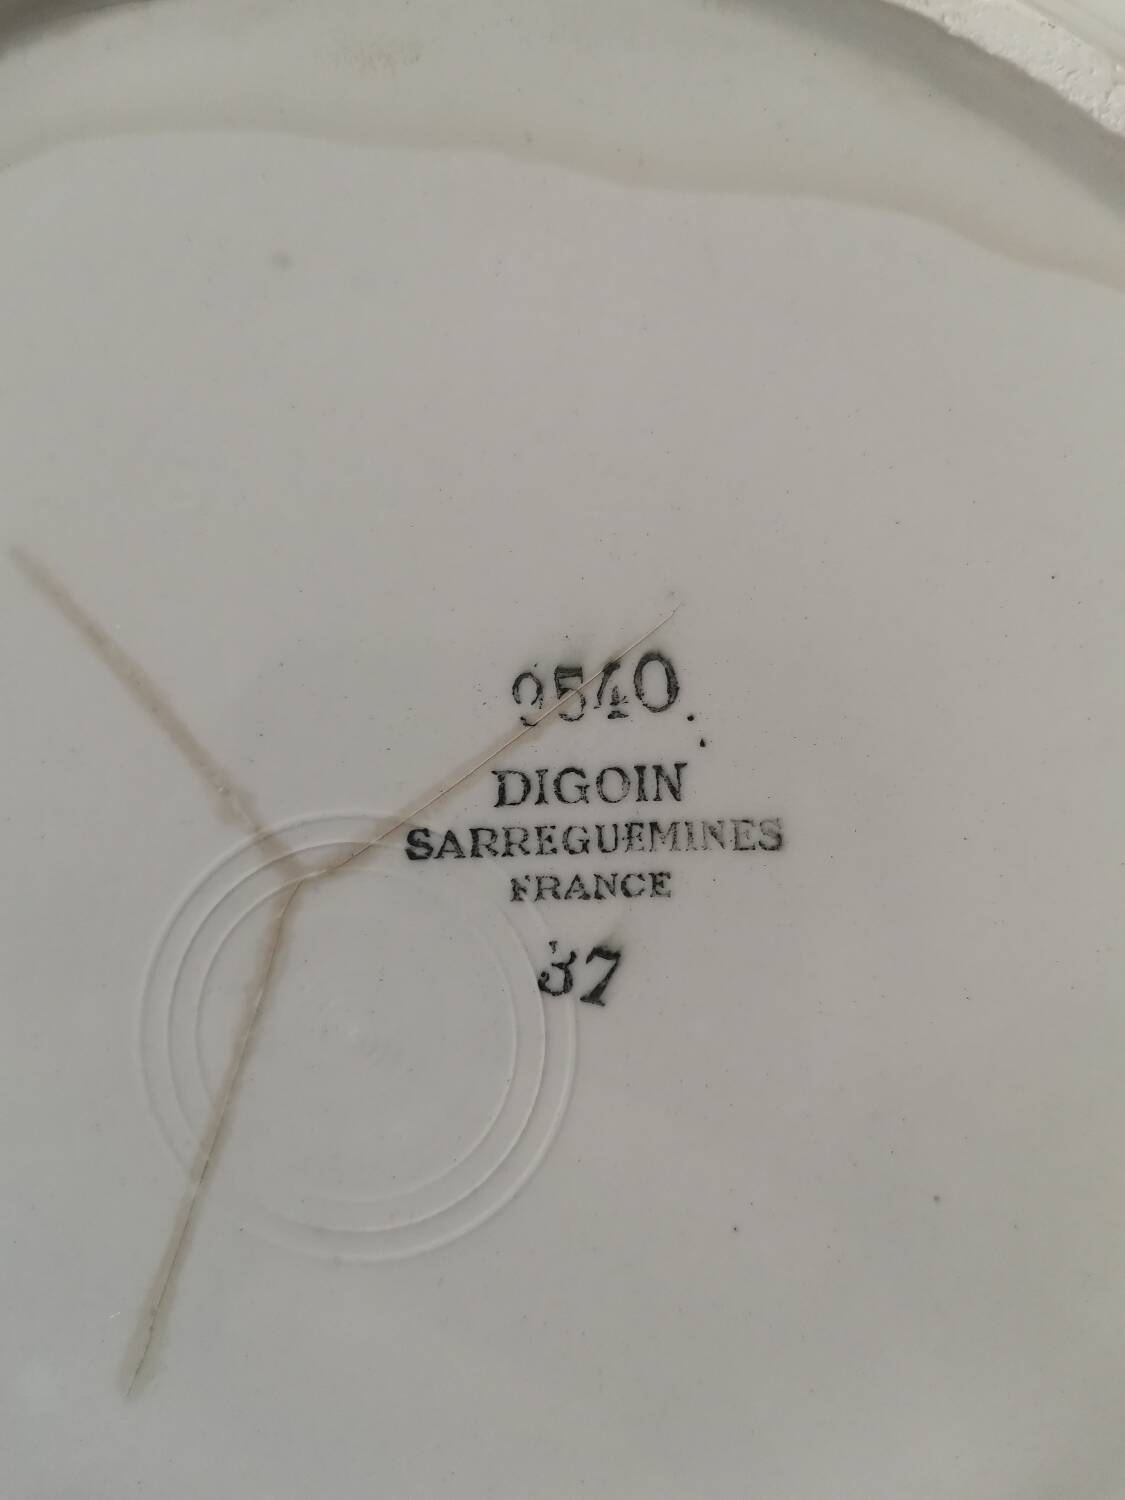 9540
DIGOIN
SARREGUEMINES
FRANCE
37